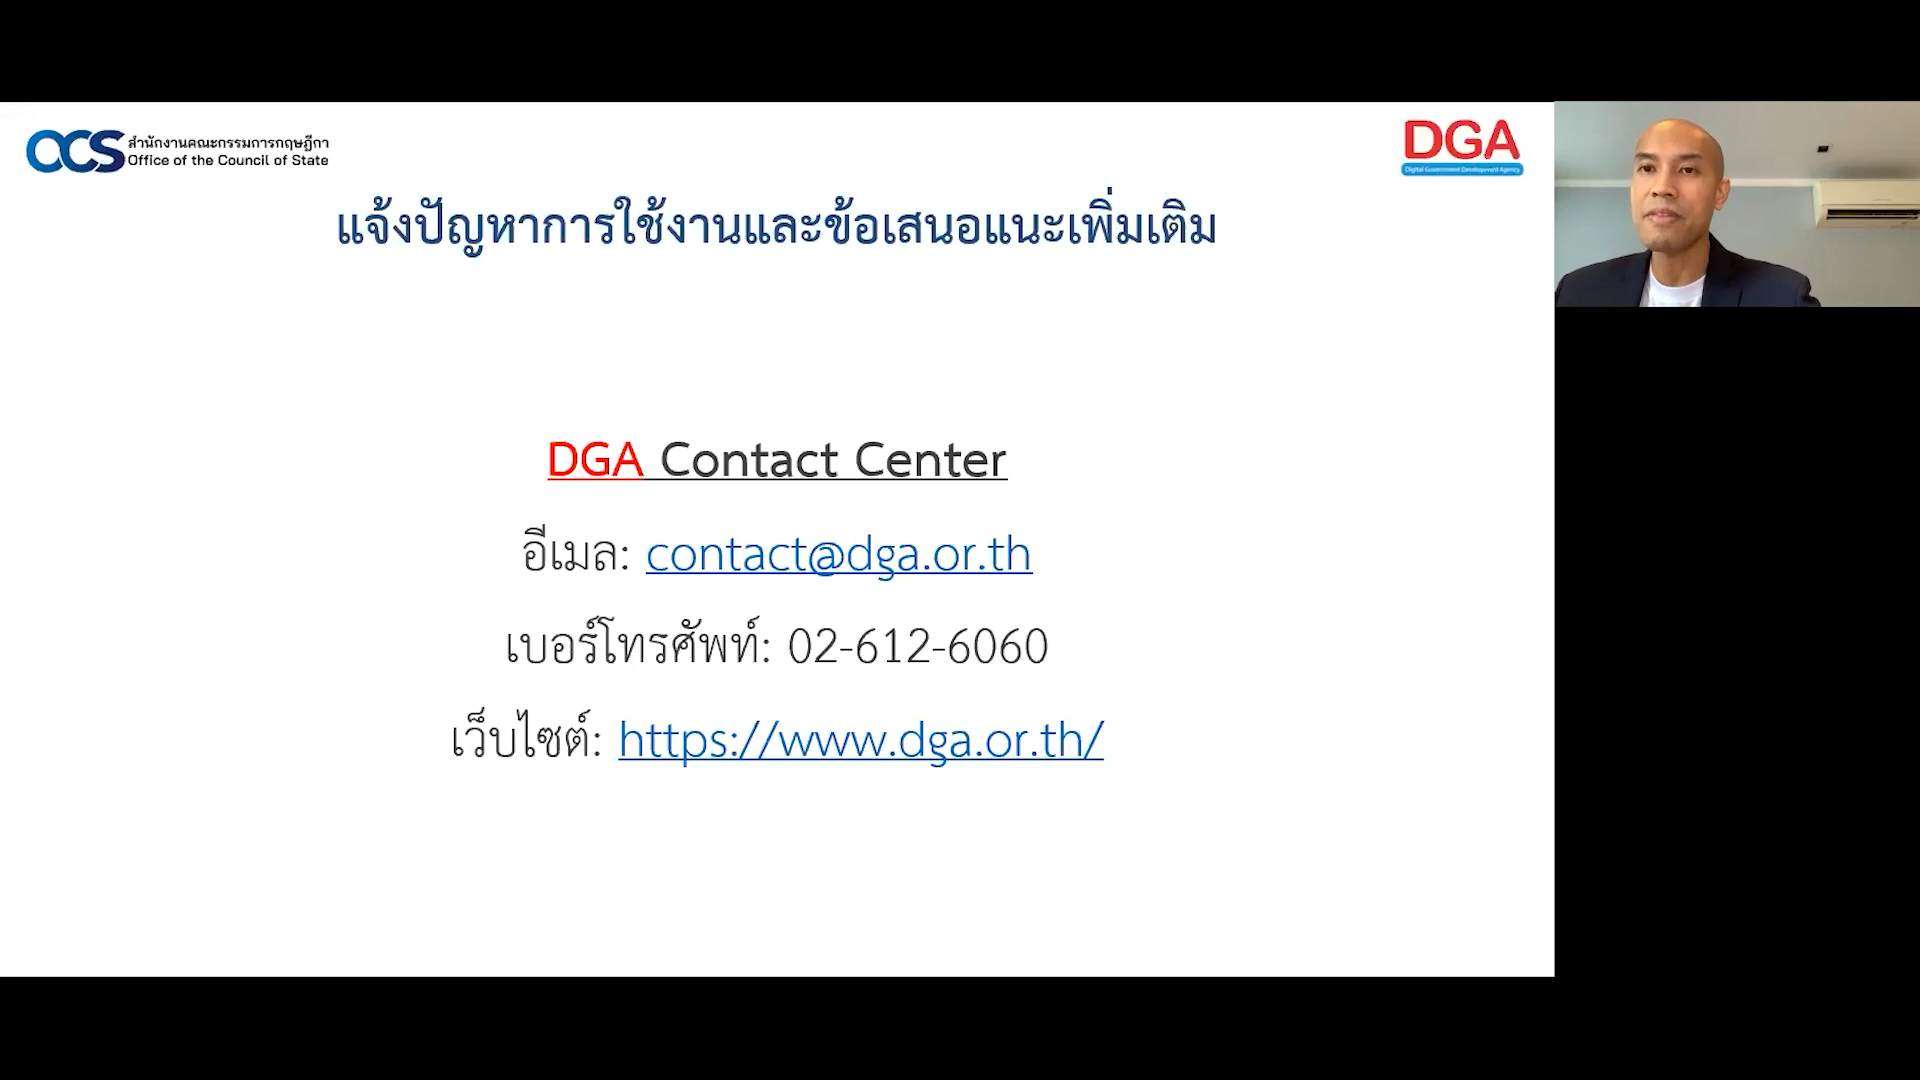 OCS สำนักงานคณะกรรมการกฤษฎีกา
Office of the Council of State
DGA
Digital Government Development Agency
แจ้งปัญหาการใช้งานและข้อเสนอแนะเพิ่มเติม
DGA Contact Center
อีเมล: contact@dga.or.th
เบอร์โทรศัพท์: 02-612-6060
เว็บไซต์: https://www.dga.or.th/